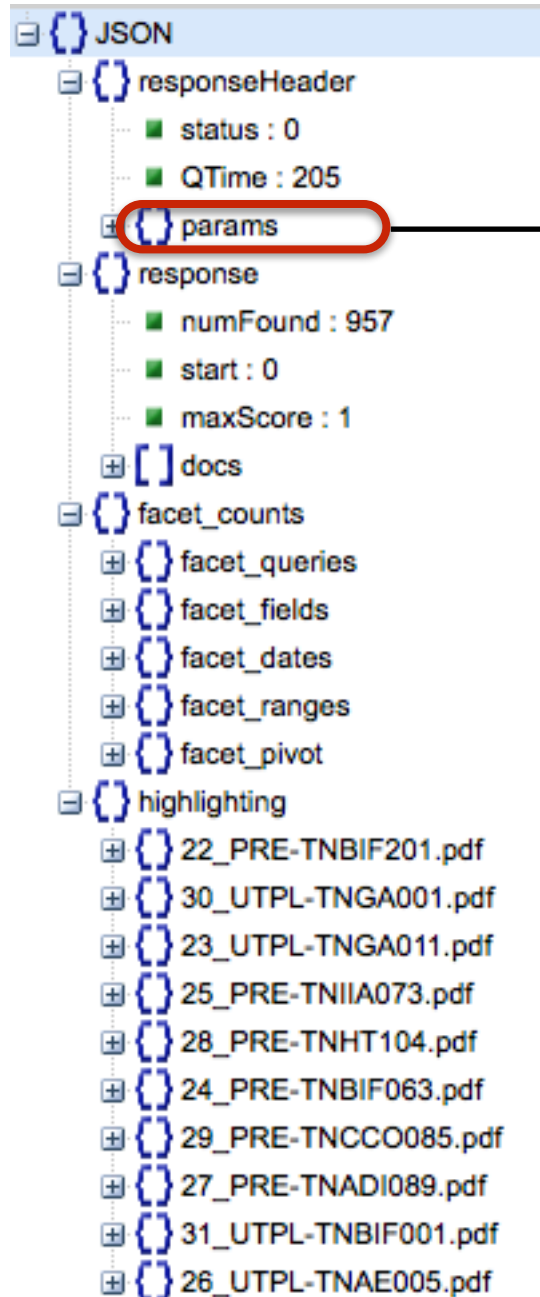 JSON
responseHeader
status : 0
QTime : 205
params
response
numFound : 957
start : 0
maxScore : 1
docs
facet_counts
facet_queries
facet_fields
facet_dates
facet_ranges
facet_pivot
highlighting
22_PRE-TNBIF201.pdf
30_UTPL-TNGA001.pdf
23_UTPL-TNGA011.pdf
25_PRE-TNIIA073.pdf
28_PRE-TNHT104.pdf
24_PRE-TNBIF063.pdf
29_PRE-TNCCO085.pdf
27_PRE-TNADI089.pdf
31_UTPL-TNBIF001.pdf
26_UTPL-TNAE005.pdf